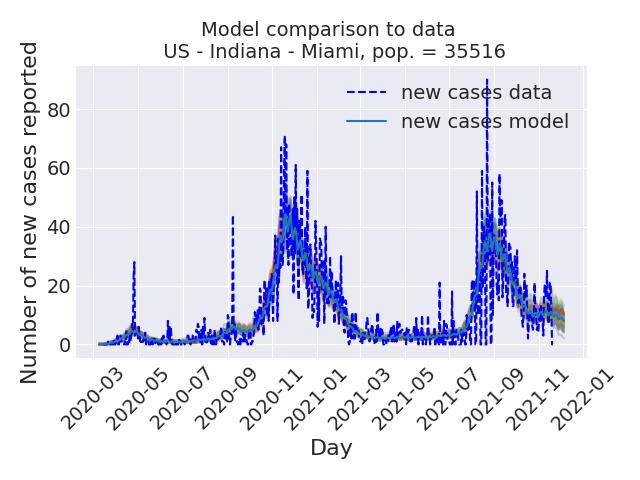 Model comparison to data
US - Indiana - Miami, pop. = 35516
Number of new cases reported
80
60
40
20
0
new cases data
new cases model
2020-03
2020-05
2020-07
2020-09
2020-11
2021-01
2021-03
2021-05
2021-07
2021-09
2021-11
2022-01
Day